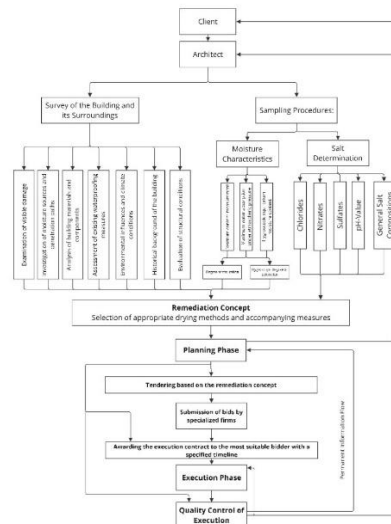 Client
Architect
Survey of the Building and
its Surroundings
Sampling Procedures:
Moisture
Characteristics
Salt
Determination
Examination of visible damage
Investigation of moisture sources and
penetration paths
Analysis of building materials and
components
Assessment of existing waterproofing
measures
Environmental influences and climate
conditions
Historical background of the building
Evaluation of structural conditions
Chlorides
Nitrates
Sulfates
pH-Value
General Salt
Compositions
Remediation Concept
Selection of appropriate drying methods and accompanying measures
Planning Phase
Tendering based on the remediation concept
Submission of bids by
specialized firms
Awarding the execution contract to the most suitable bidder with a
specified timeline
Execution Phase
Quality Control of
Execution
Permanent Information Flow